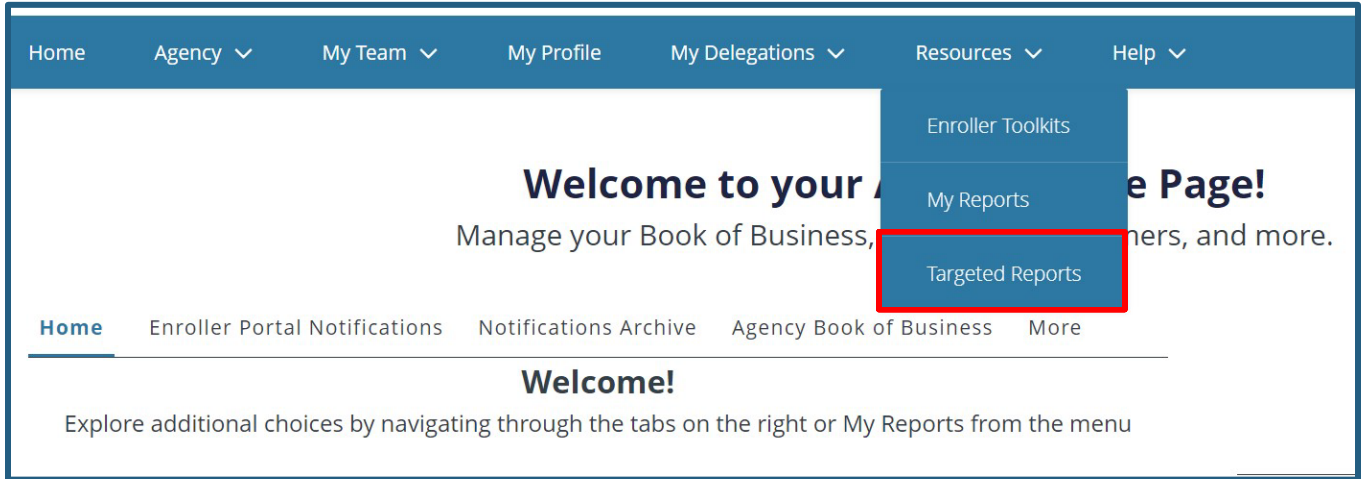 Home Agency My Team My Profile My Delegations Resources Help
Enroller Toolkits
My Reports
Targeted Reports
Welcome to your Page!
Manage your Book of Business, and more.
Home Enroller Portal Notifications Notifications Archive Agency Book of Business More
Welcome!
Explore additional choices by navigating through the tabs on the right or My Reports from the menu